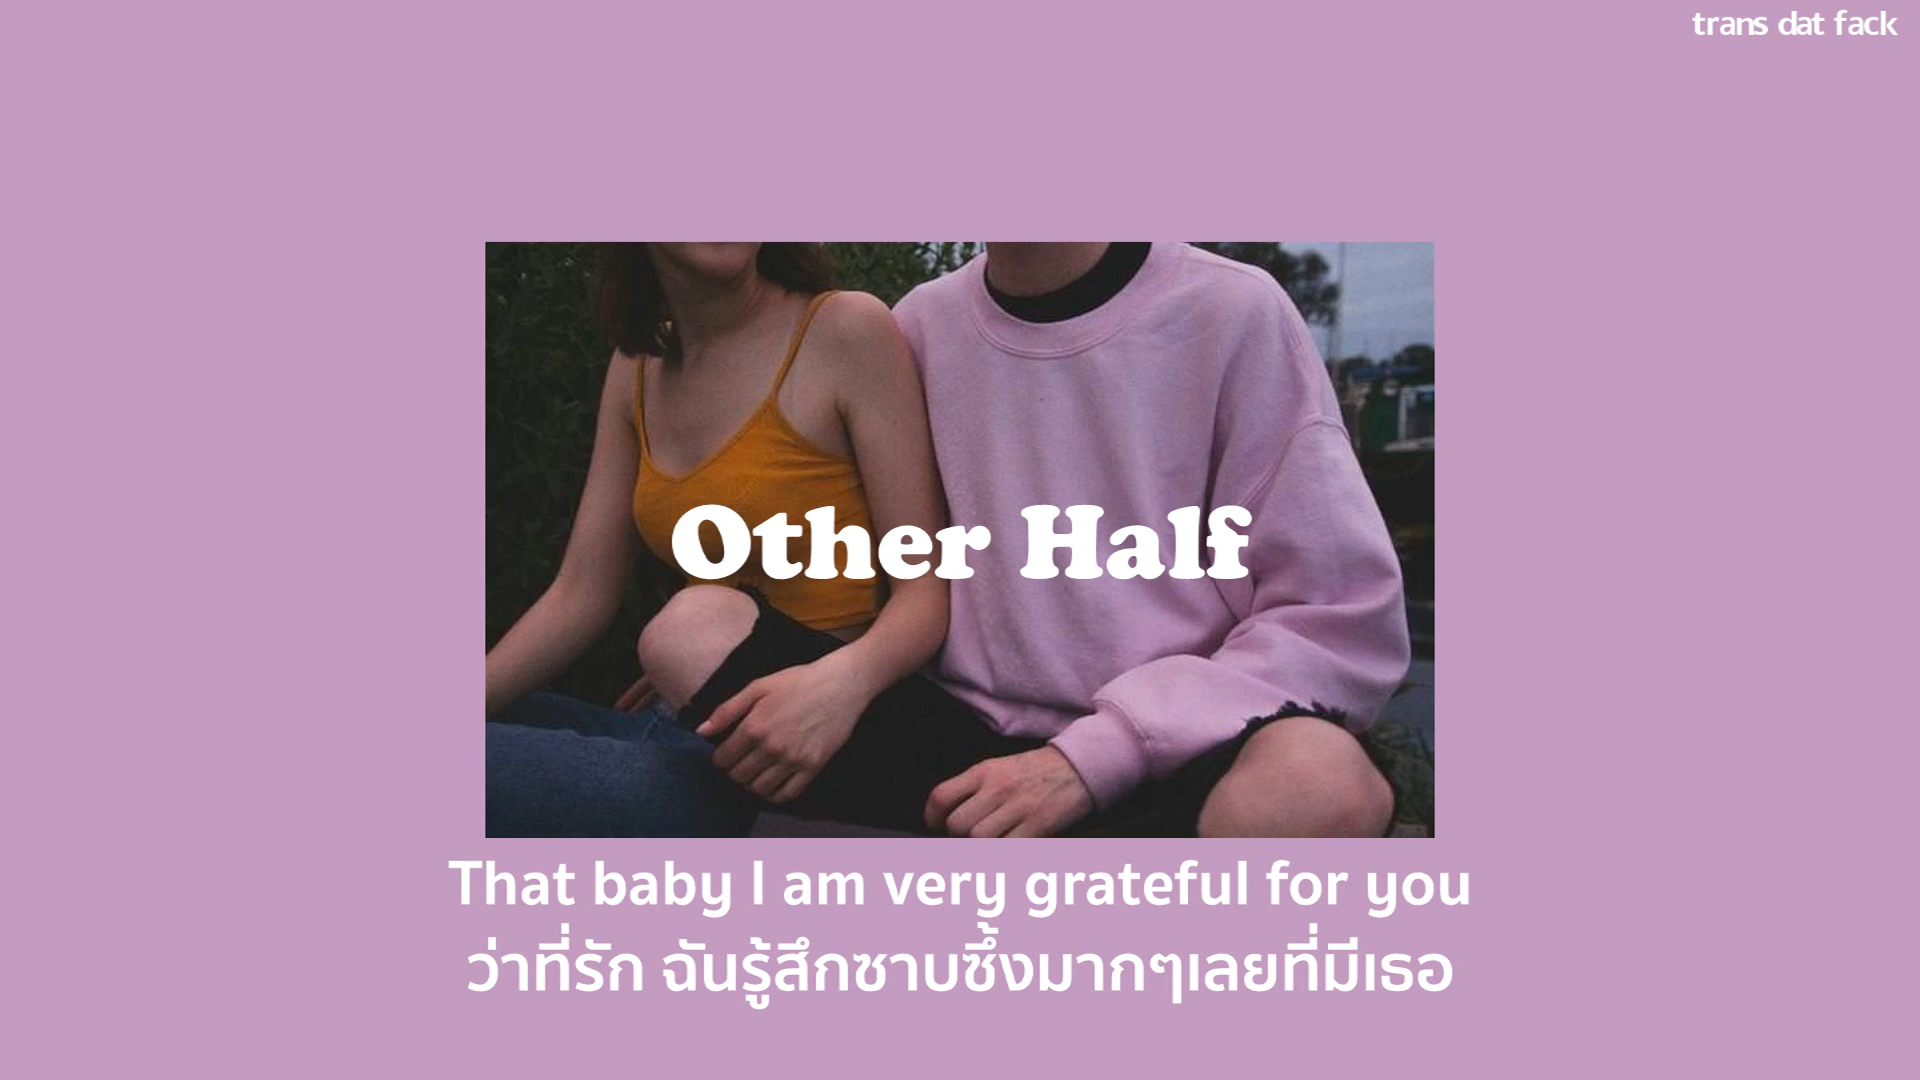 trans dat fack
Other Half
That baby I am very grateful for you
ว่าที่รัก ฉันรู้สึกซาบซึ้งมากๆเลยที่มีเธอ